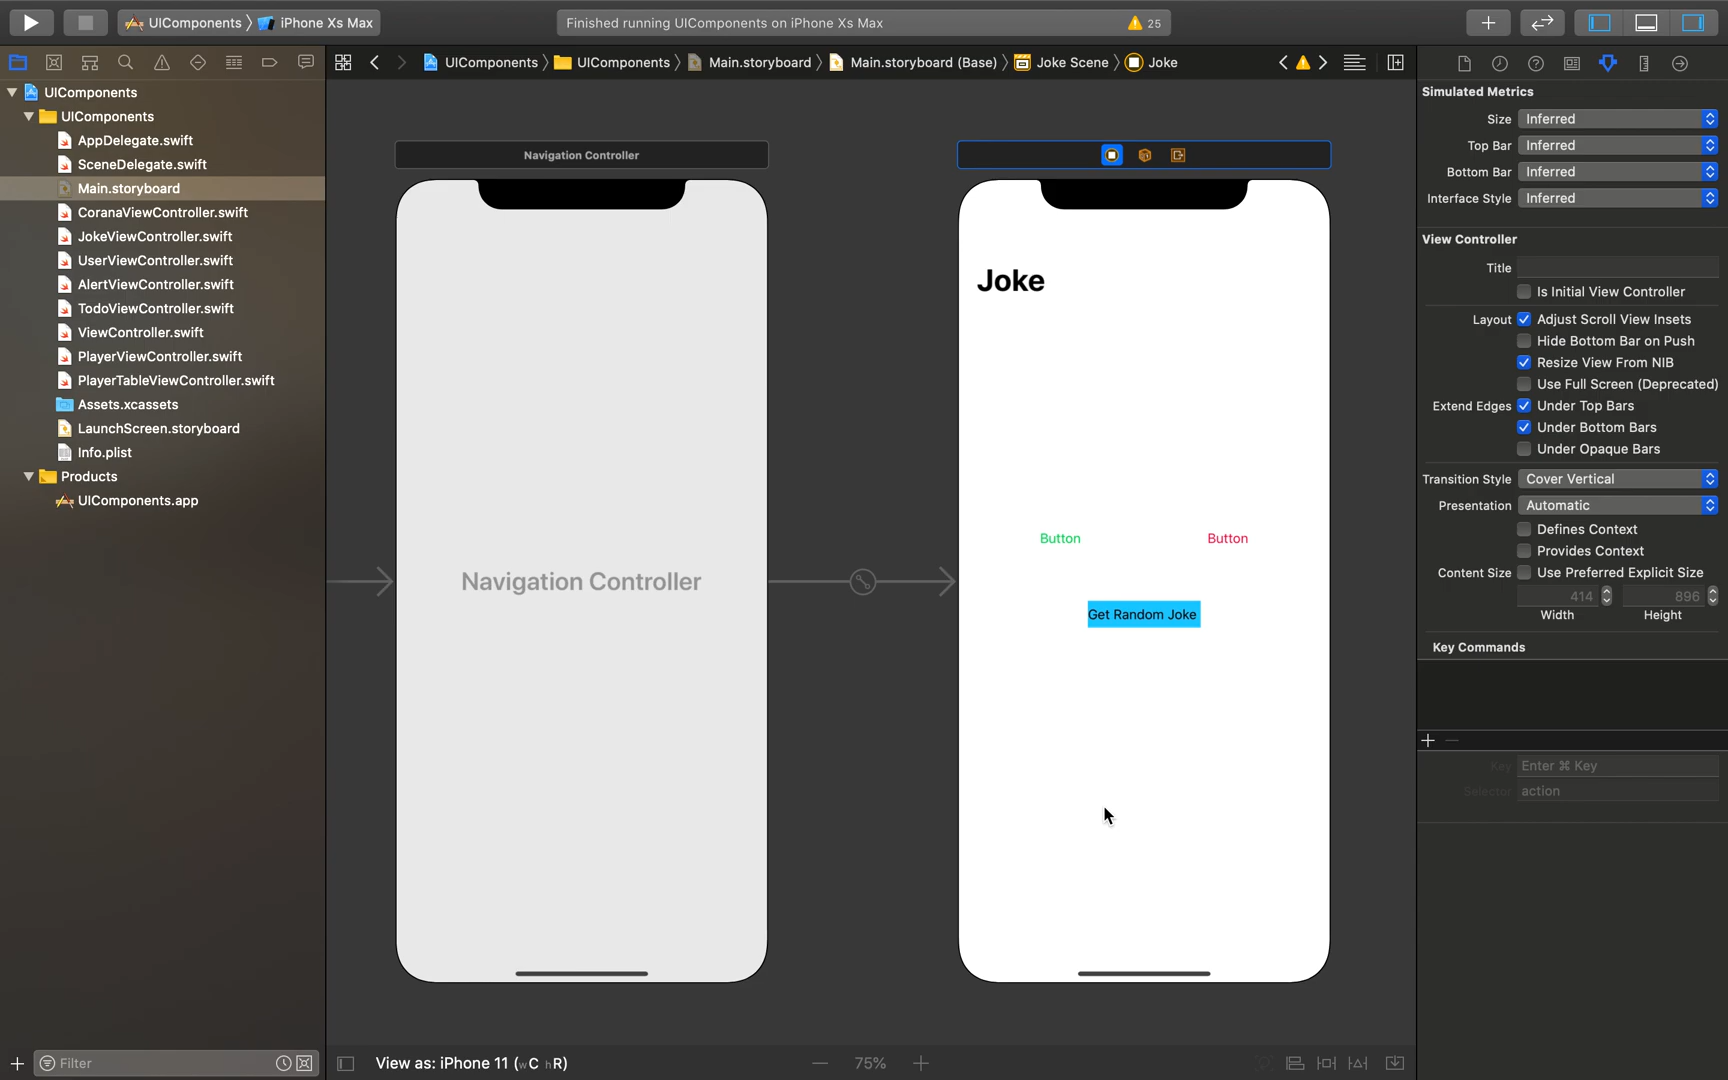 UIComponents 〉 iPhone Xs Max
Finished running UIComponents on iPhone Xs Max
25
UIComponents 〉 UIComponents 〉 Main.storyboard 〉 Main.storyboard (Base) 〉 Joke Scene 〉 Joke
UIComponents
UIComponents
AppDelegate.swift
SceneDelegate.swift
Main.storyboard
CoranaViewController.swift
JokeViewController.swift
UserViewController.swift
AlertViewController.swift
TodoViewController.swift
ViewController.swift
PlayerViewController.swift
PlayerTableViewController.swift
Assets.xcassets
LaunchScreen.storyboard
Info.plist
Products
UIComponents.app
Filter
Navigation Controller
Navigation Controller
Joke
Button
Button
Get Random Joke
View as: iPhone 11 (wC hR)
75%
Simulated Metrics
Size Inferred
Top Bar Inferred
Bottom Bar Inferred
Interface Style Inferred
View Controller
Title
Is Initial View Controller
Layout Adjust Scroll View Insets
Hide Bottom Bar on Push
Resize View From NIB
Use Full Screen (Deprecated)
Extend Edges Under Top Bars
Under Bottom Bars
Under Opaque Bars
Transition Style Cover Vertical
Presentation Automatic
Defines Context
Provides Context
Content Size Use Preferred Explicit Size
414 896
Width Height
Key Commands
Key Enter ⌘ Key
Selector action